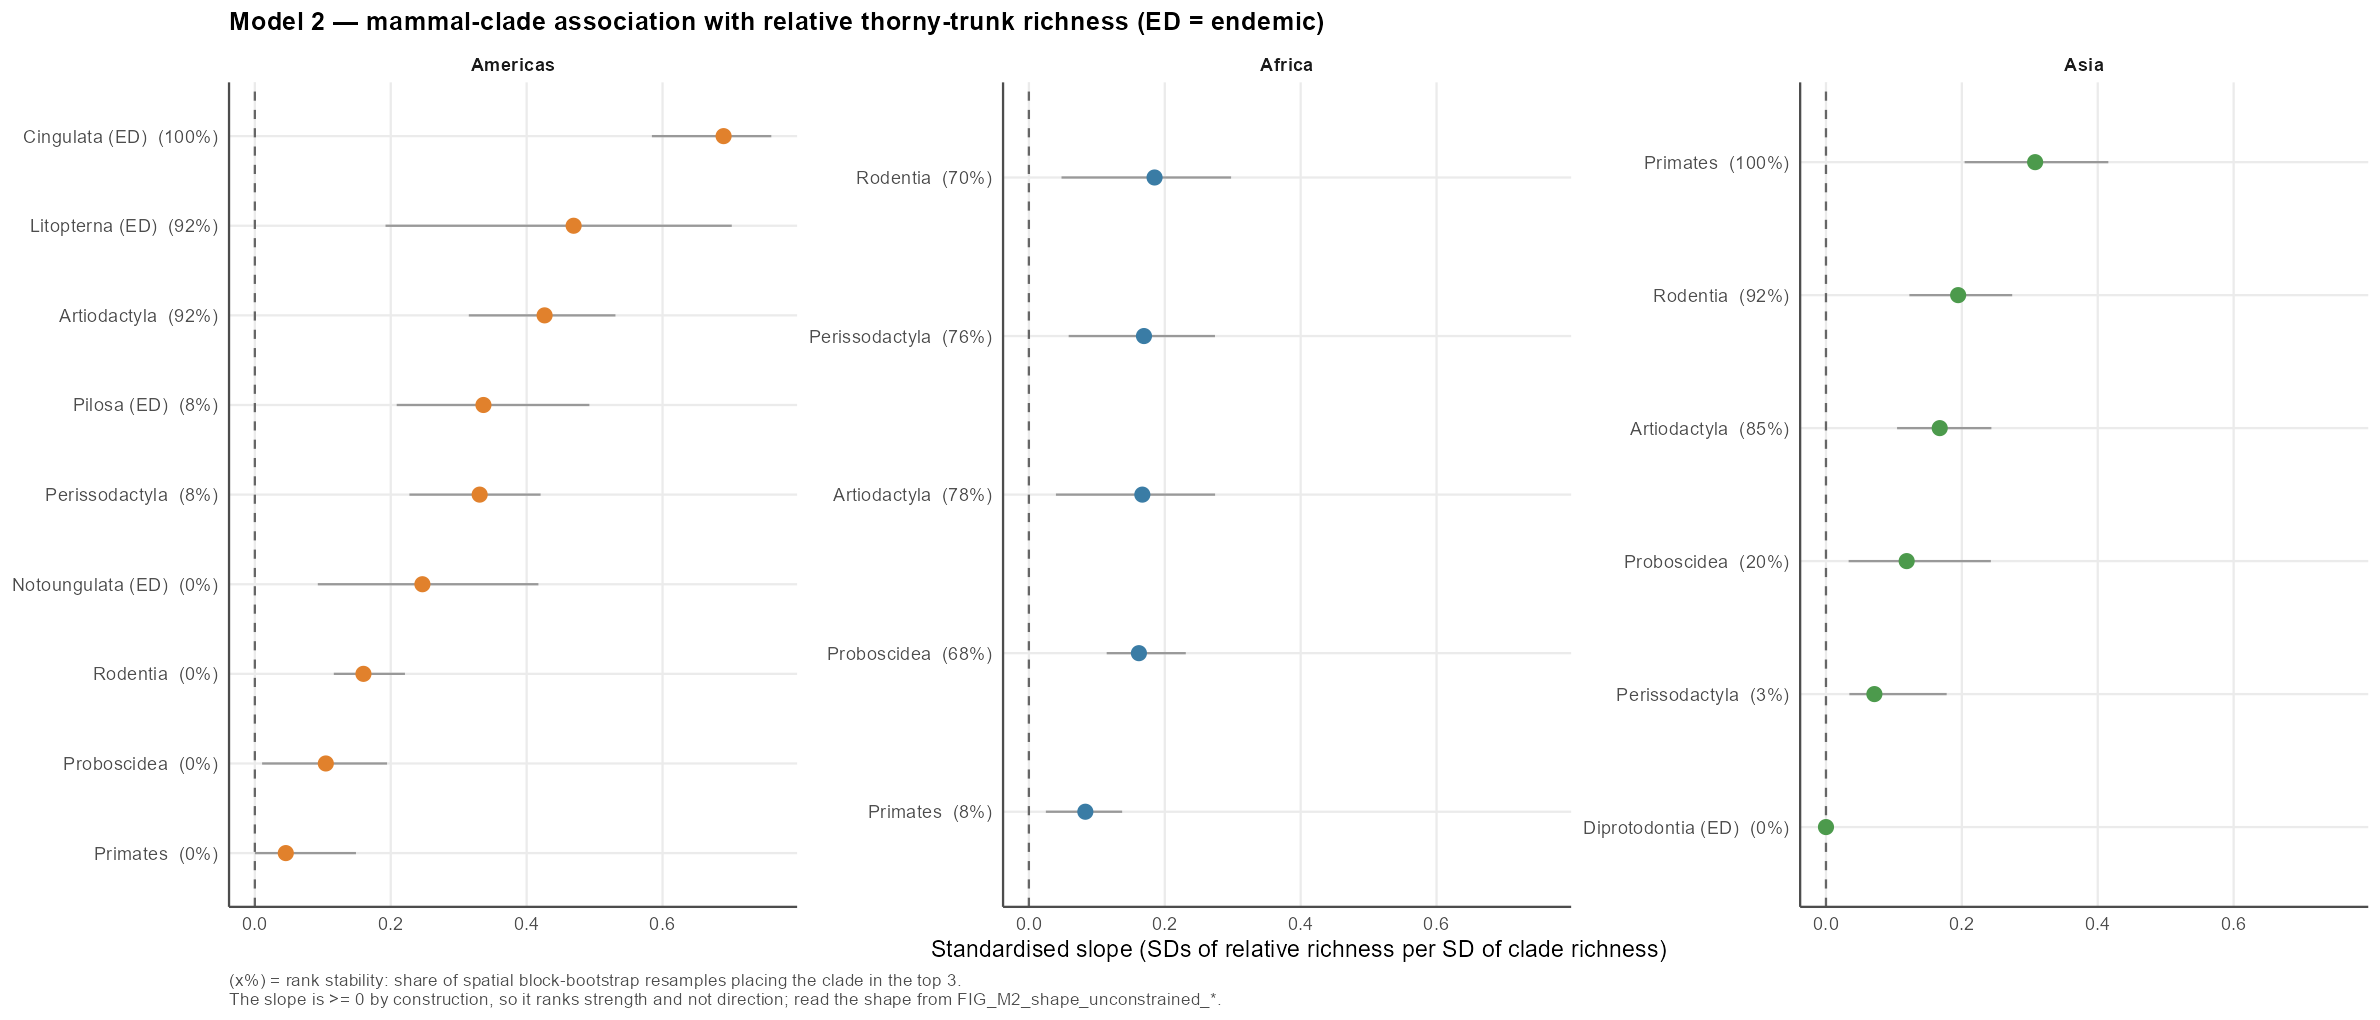 Model 2 — mammal-clade association with relative thorny-trunk richness (ED = endemic)
Americas
Cingulata (ED) (100%)
Litopterna (ED) (92%)
Artiodactyla (92%)
Pilosa (ED) (8%)
Perissodactyla (8%)
Notoungulata (ED) (0%)
Rodentia (0%)
Proboscidea (0%)
Primates (0%)
0.0 0.2 0.4 0.6
Africa
Rodentia (70%)
Perissodactyla (76%)
Artiodactyla (78%)
Proboscidea (68%)
Primates (8%)
0.0 0.2 0.4 0.6
Asia
Primates (100%)
Rodentia (92%)
Artiodactyla (85%)
Proboscidea (20%)
Perissodactyla (3%)
Diprotodontia (ED) (0%)
0.0 0.2 0.4 0.6
Standardised slope (SDs of relative richness per SD of clade richness)
(x%) = rank stability: share of spatial block-bootstrap resamples placing the clade in the top 3.
The slope is >= 0 by construction, so it ranks strength and not direction; read the shape from FIG_M2_shape_unconstrained_*.